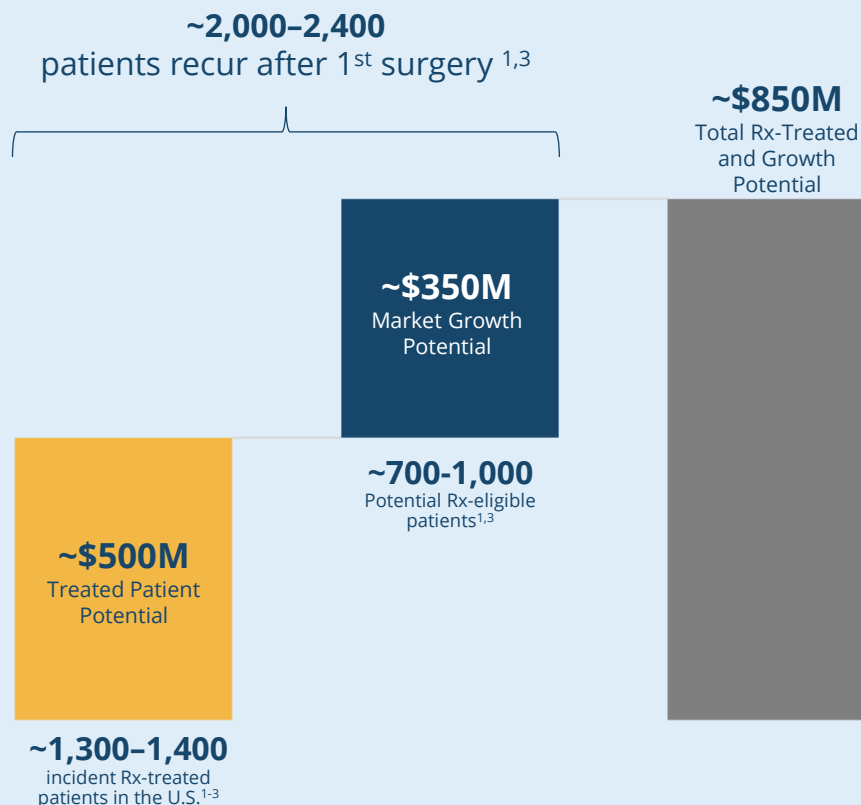 ~2,000–2,400
patients recur after 1st surgery 1,3
~$850M
Total Rx-Treated
and Growth
Potential
~$350M
Market Growth
Potential
~700-1,000
Potential Rx-eligible
patients1,3
~$500M
Treated Patient
Potential
~1,300–1,400
incident Rx-treated
patients in the U.S.1-3